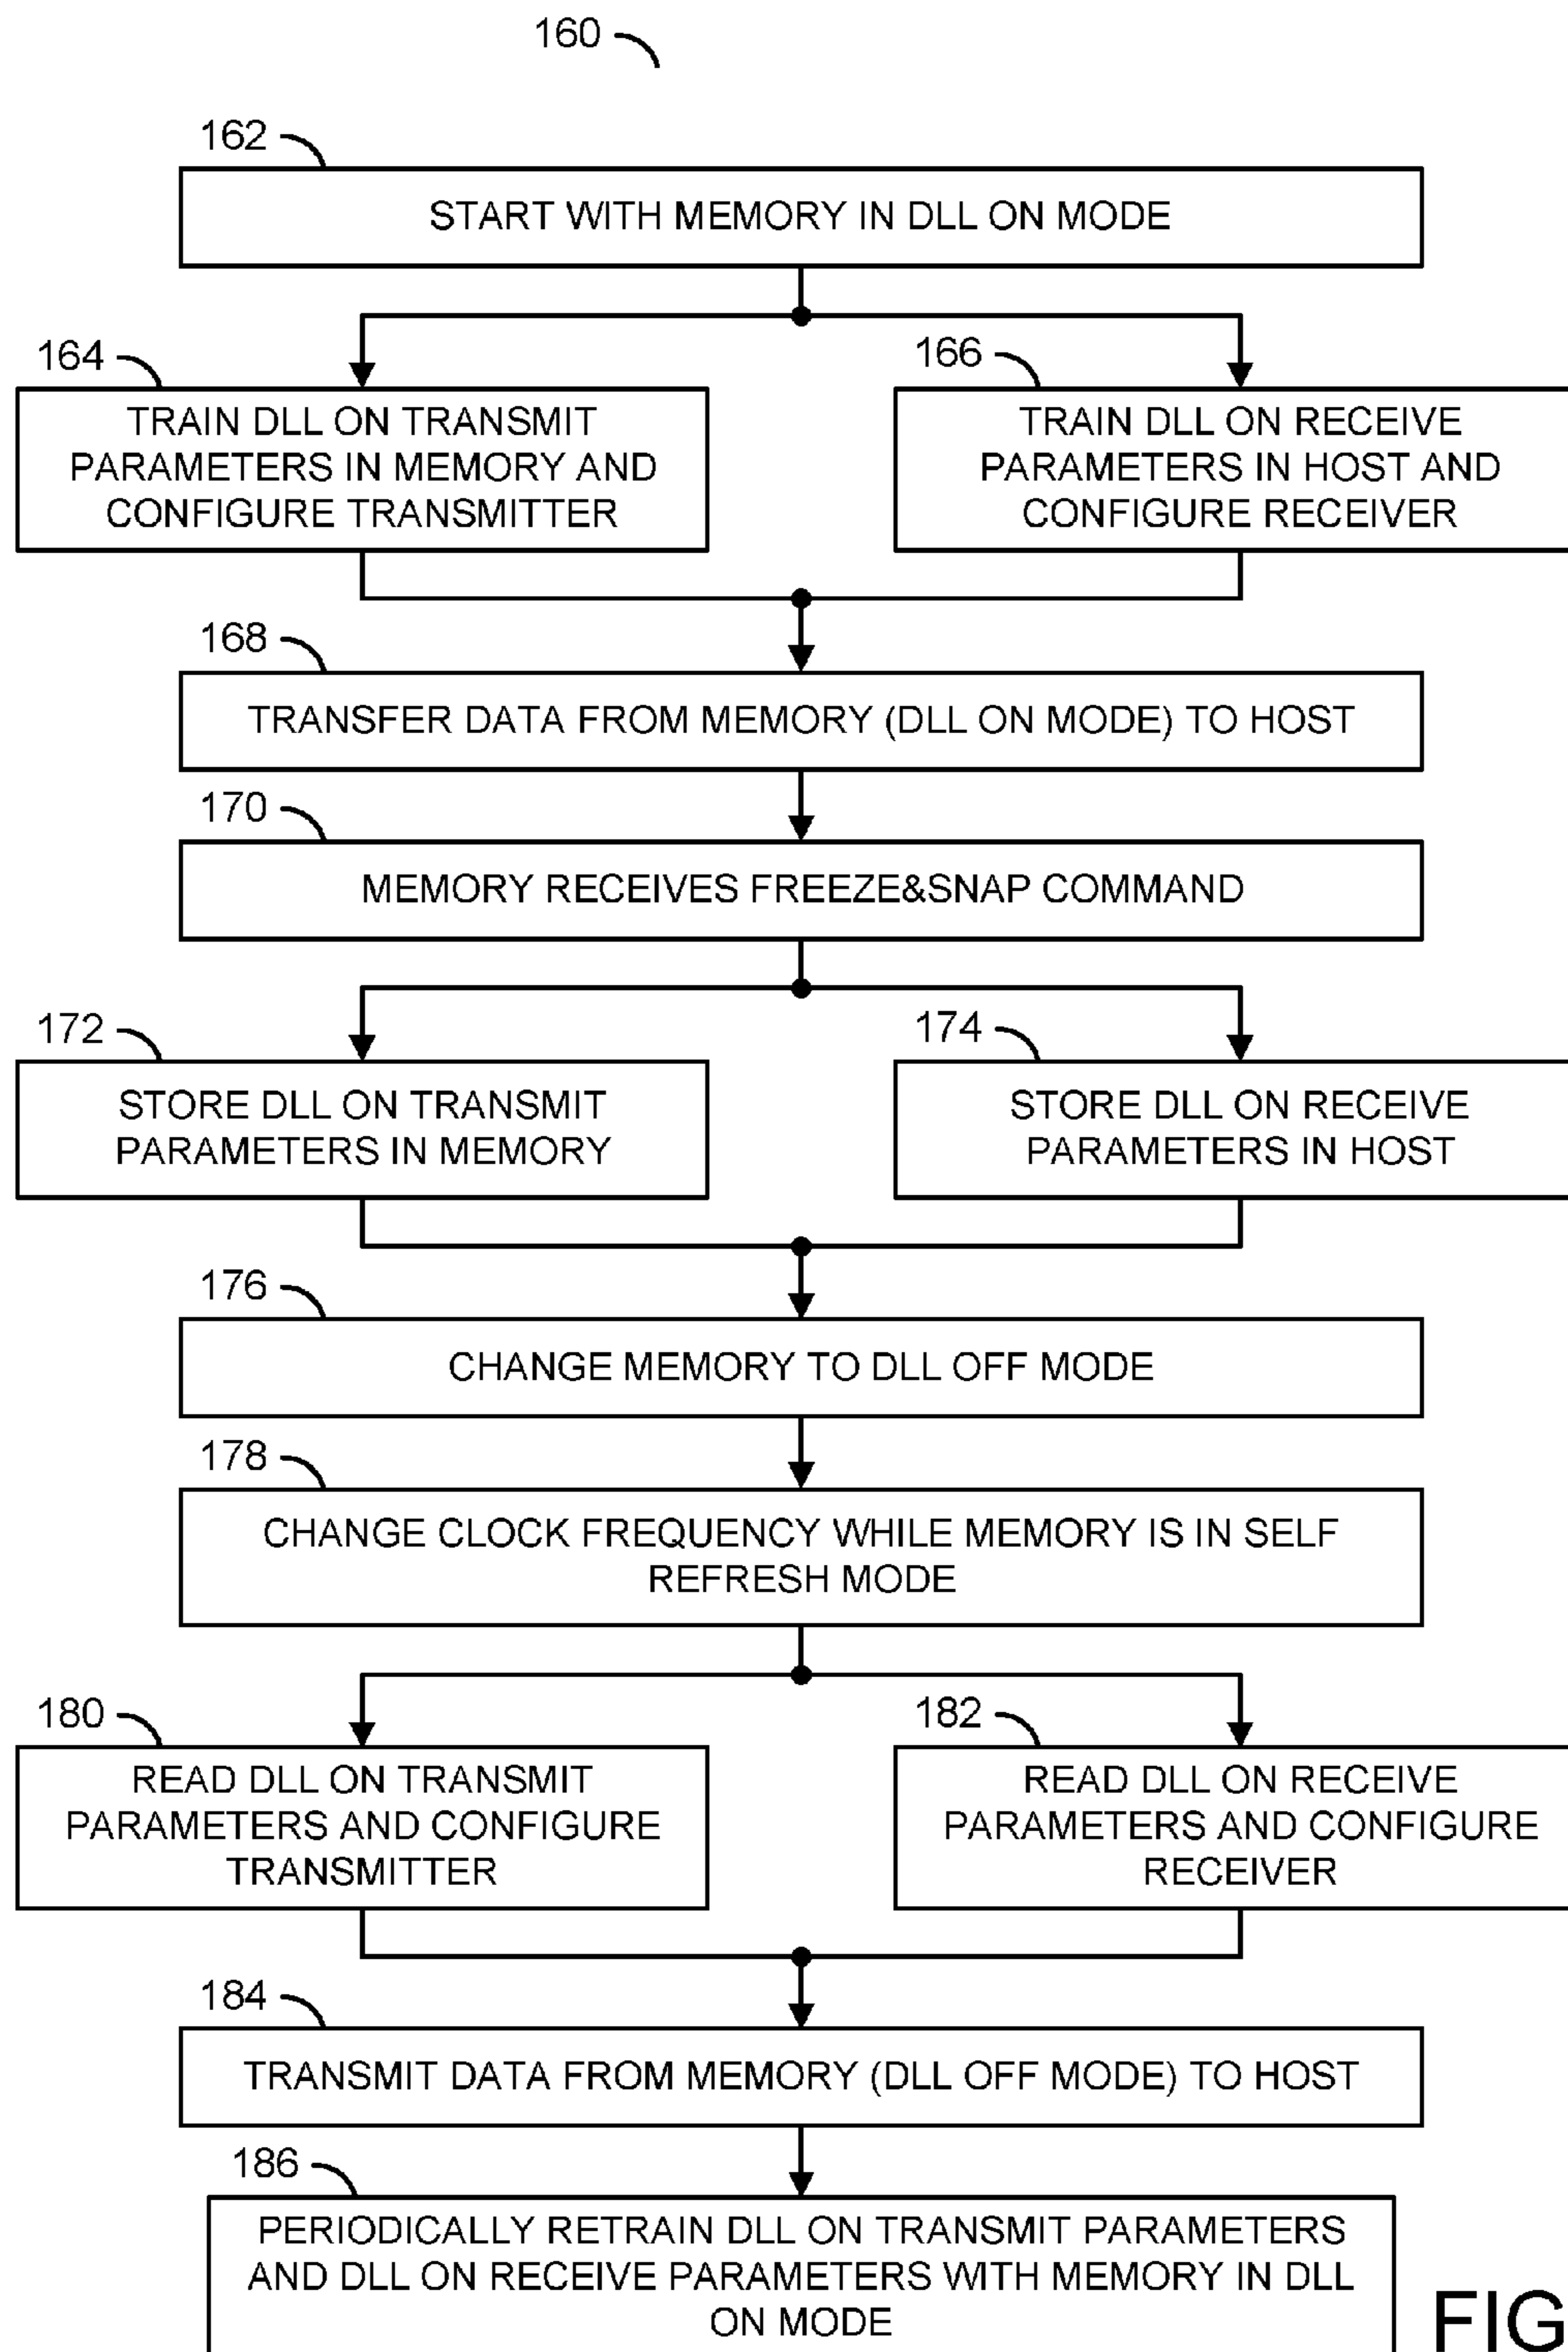 160
162
START WITH MEMORY IN DLL ON MODE
164
TRAIN DLL ON TRANSMIT
PARAMETERS IN MEMORY AND
CONFIGURE TRANSMITTER
166
TRAIN DLL ON RECEIVE
PARAMETERS IN HOST AND
CONFIGURE RECEIVER
168
TRANSFER DATA FROM MEMORY (DLL ON MODE) TO HOST
170
MEMORY RECEIVES FREEZE&SNAP COMMAND
172
STORE DLL ON TRANSMIT
PARAMETERS IN MEMORY
174
STORE DLL ON RECEIVE
PARAMETERS IN HOST
176
CHANGE MEMORY TO DLL OFF MODE
178
CHANGE CLOCK FREQUENCY WHILE MEMORY IS IN SELF
REFRESH MODE
180
READ DLL ON TRANSMIT
PARAMETERS AND CONFIGURE
TRANSMITTER
182
READ DLL ON RECEIVE
PARAMETERS AND CONFIGURE
RECEIVER
184
TRANSMIT DATA FROM MEMORY (DLL OFF MODE) TO HOST
186
PERIODICALLY RETRAIN DLL ON TRANSMIT PARAMETERS
AND DLL ON RECEIVE PARAMETERS WITH MEMORY IN DLL
ON MODE
FIG